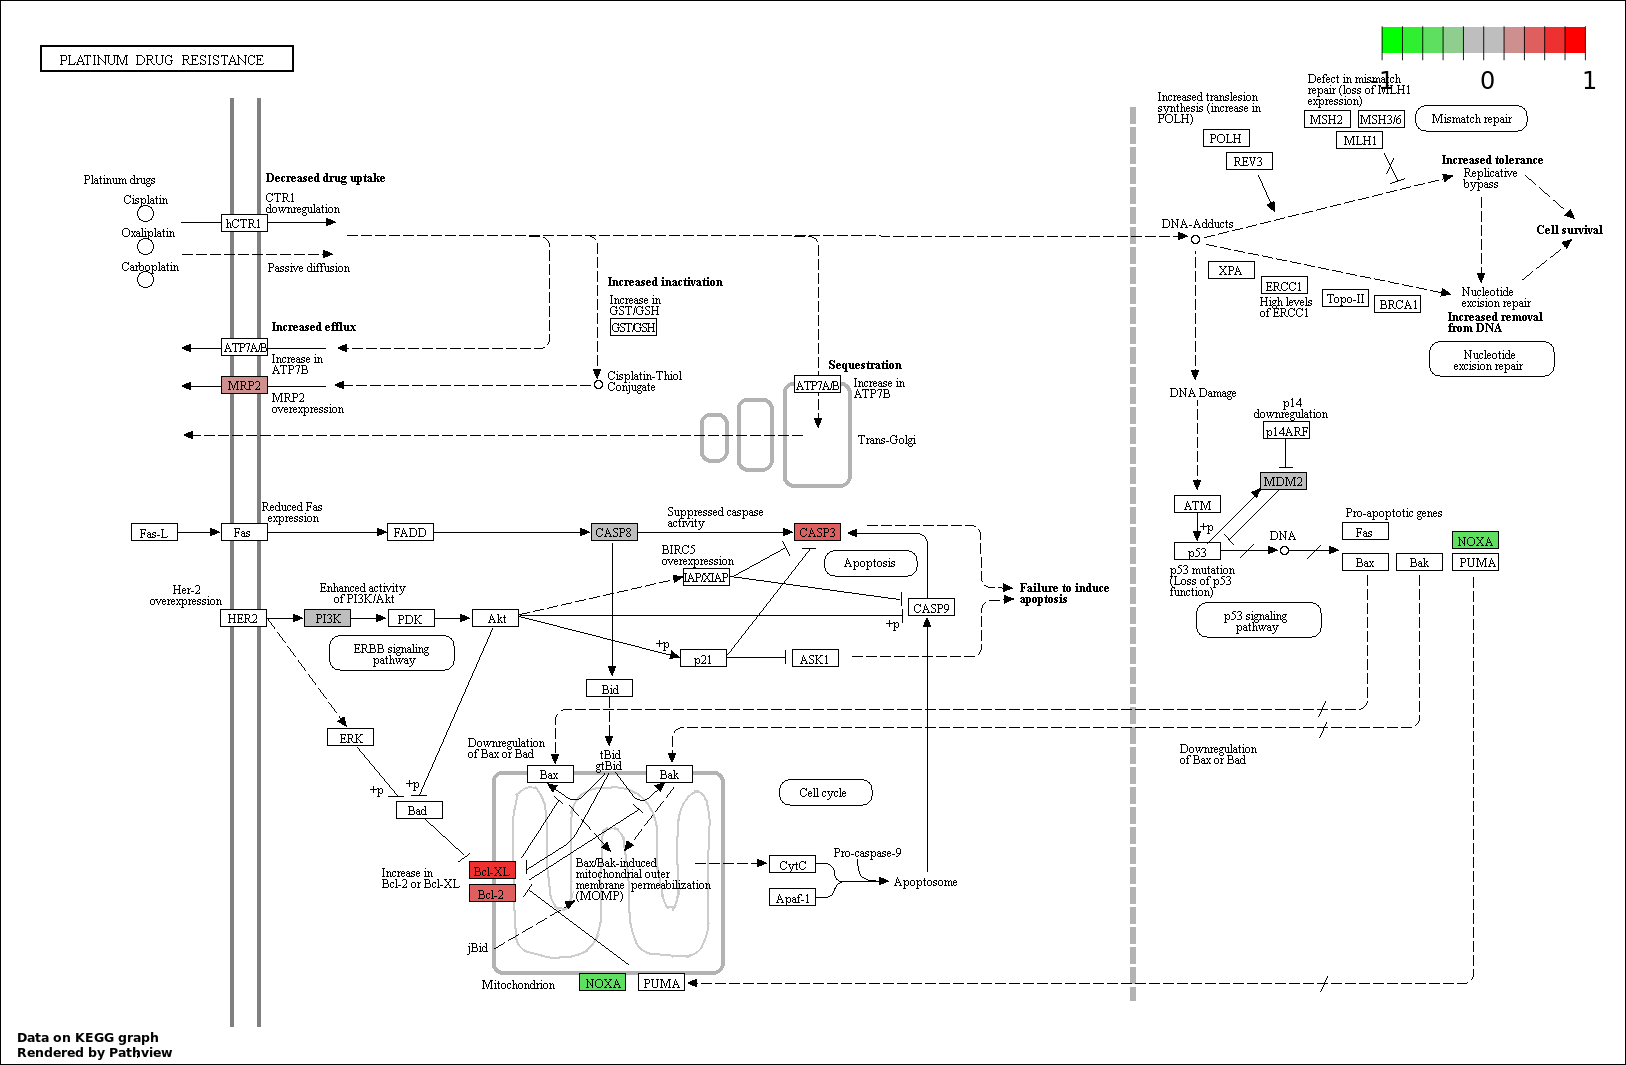 PLATINUM DRUG RESISTANCE
-1 0 1
Platinum drugs
Cisplatin
Oxaliplatin
Carboplatin
hCTR1
Decreased drug uptake
CTR1
downregulation
Passive diffusion
Increased efflux
ATP7A/B
Increase in
ATP7B
MRP2
MRP2
overexpression
Increased inactivation
Increase in
GST/GSH
GST/GSH
Cisplatin-Thiol
Conjugate
Sequestration
ATP7A/B
Increase in
ATP7B
Trans-Golgi
Increased translesion
synthesis (increase in
POLH)
POLH
REV3
Defect in mismatch
repair (loss of MLH1
expression)
MSH2
MSH3/6
MLH1
Mismatch repair
Increased tolerance
Replicative
bypass
Cell survival
DNA-Adducts
XPA
ERCC1
High levels
of ERCC1
Topo-II
BRCA1
Nucleotide
excision repair
Increased removal
from DNA
Nucleotide
excision repair
DNA Damage
p14
downregulation
p14ARF
MDM2
ATM
+p
p53
p53 mutation
(Loss of p53
function)
DNA
Pro-apoptotic genes
Fas
Bax
Bak
NOXA
PUMA
p53 signaling
pathway
Fas-L
Fas
Reduced Fas
expression
FADD
CASP8
Suppressed caspase
activity
CASP3
BIRC5
overexpression
IAP/XIAP
Apoptosis
Failure to induce
apoptosis
Her-2
overexpression
HER2
Enhanced activity
of PI3K/Akt
PI3K
PDK
Akt
ERBB signaling
pathway
CASP9
+p
+p
p21
ASK1
Bid
ERK
+p
+p
Bad
Downregulation
of Bax or Bad
tBid
gtBid
Bax
Bak
Downregulation
of Bax or Bad
Cell cycle
Increase in
Bcl-2 or Bcl-XL
Bcl-XL
Bcl-2
Bax/Bak-induced
mitochondrial outer
membrane permeabilization
(MOMP)
jBid
CytC
Apaf-1
Pro-caspase-9
Apoptosome
Mitochondrion
NOXA
PUMA
Data on KEGG graph
Rendered by Pathview